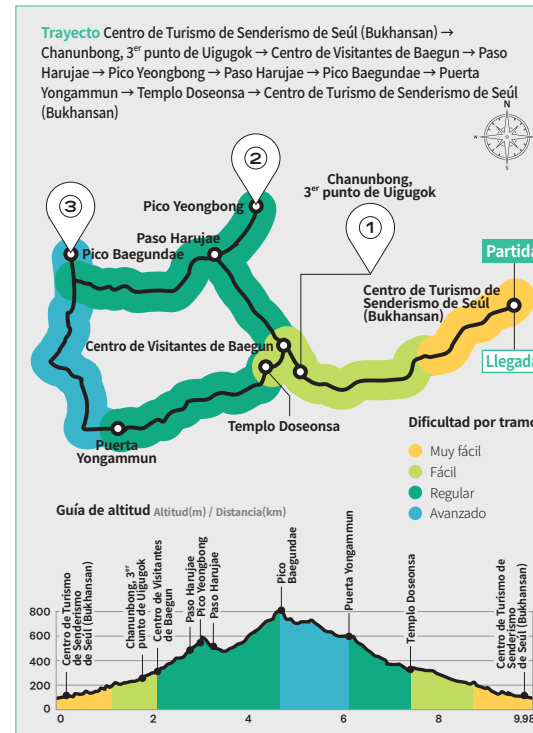 Trayecto Centro de Turismo de Senderismo de Seúl (Bukhansan) →
Chanunbong, 3er punto de Uigugok → Centro de Visitantes de Baegun → Paso
Harujae → Pico Yeongbong → Paso Harujae → Pico Baegundae → Puerta
Yongammun → Templo Doseonsa → Centro de Turismo de Senderismo de Seúl
(Bukhansan)
N
W
S
2
Chanunbong,
3er punto de Uigugok
3
Pico Yeongbong
1
Paso Harujae
Pico Baegundae
Partida
Centro de Turismo de
Senderismo de Seúl
(Bukhansan)
Centro de Visitantes de Baegun
Llegada
Templo Doseonsa
Puerta
Yongammun
Dificultad por tramo
Muy fácil
Fácil
Regular
Avanzado
Guía de altitud Altitud(m) / Distancia(km)
800
600
400
200
0
Centro de Turismo
de Senderismo
de Seúl (Bukhansan)
Chanunbong, 3er
punto de Uigugok
Centro de Visitantes
de Baegun
Paso Harujae
Pico Yeongbong
Paso Harujae
Pico
Baegundae
Puerta Yongammun
Templo Doseonsa
Centro de Turismo de
Senderismo
de Seúl (Bukhansan)
0
2
4
6
8
9.98